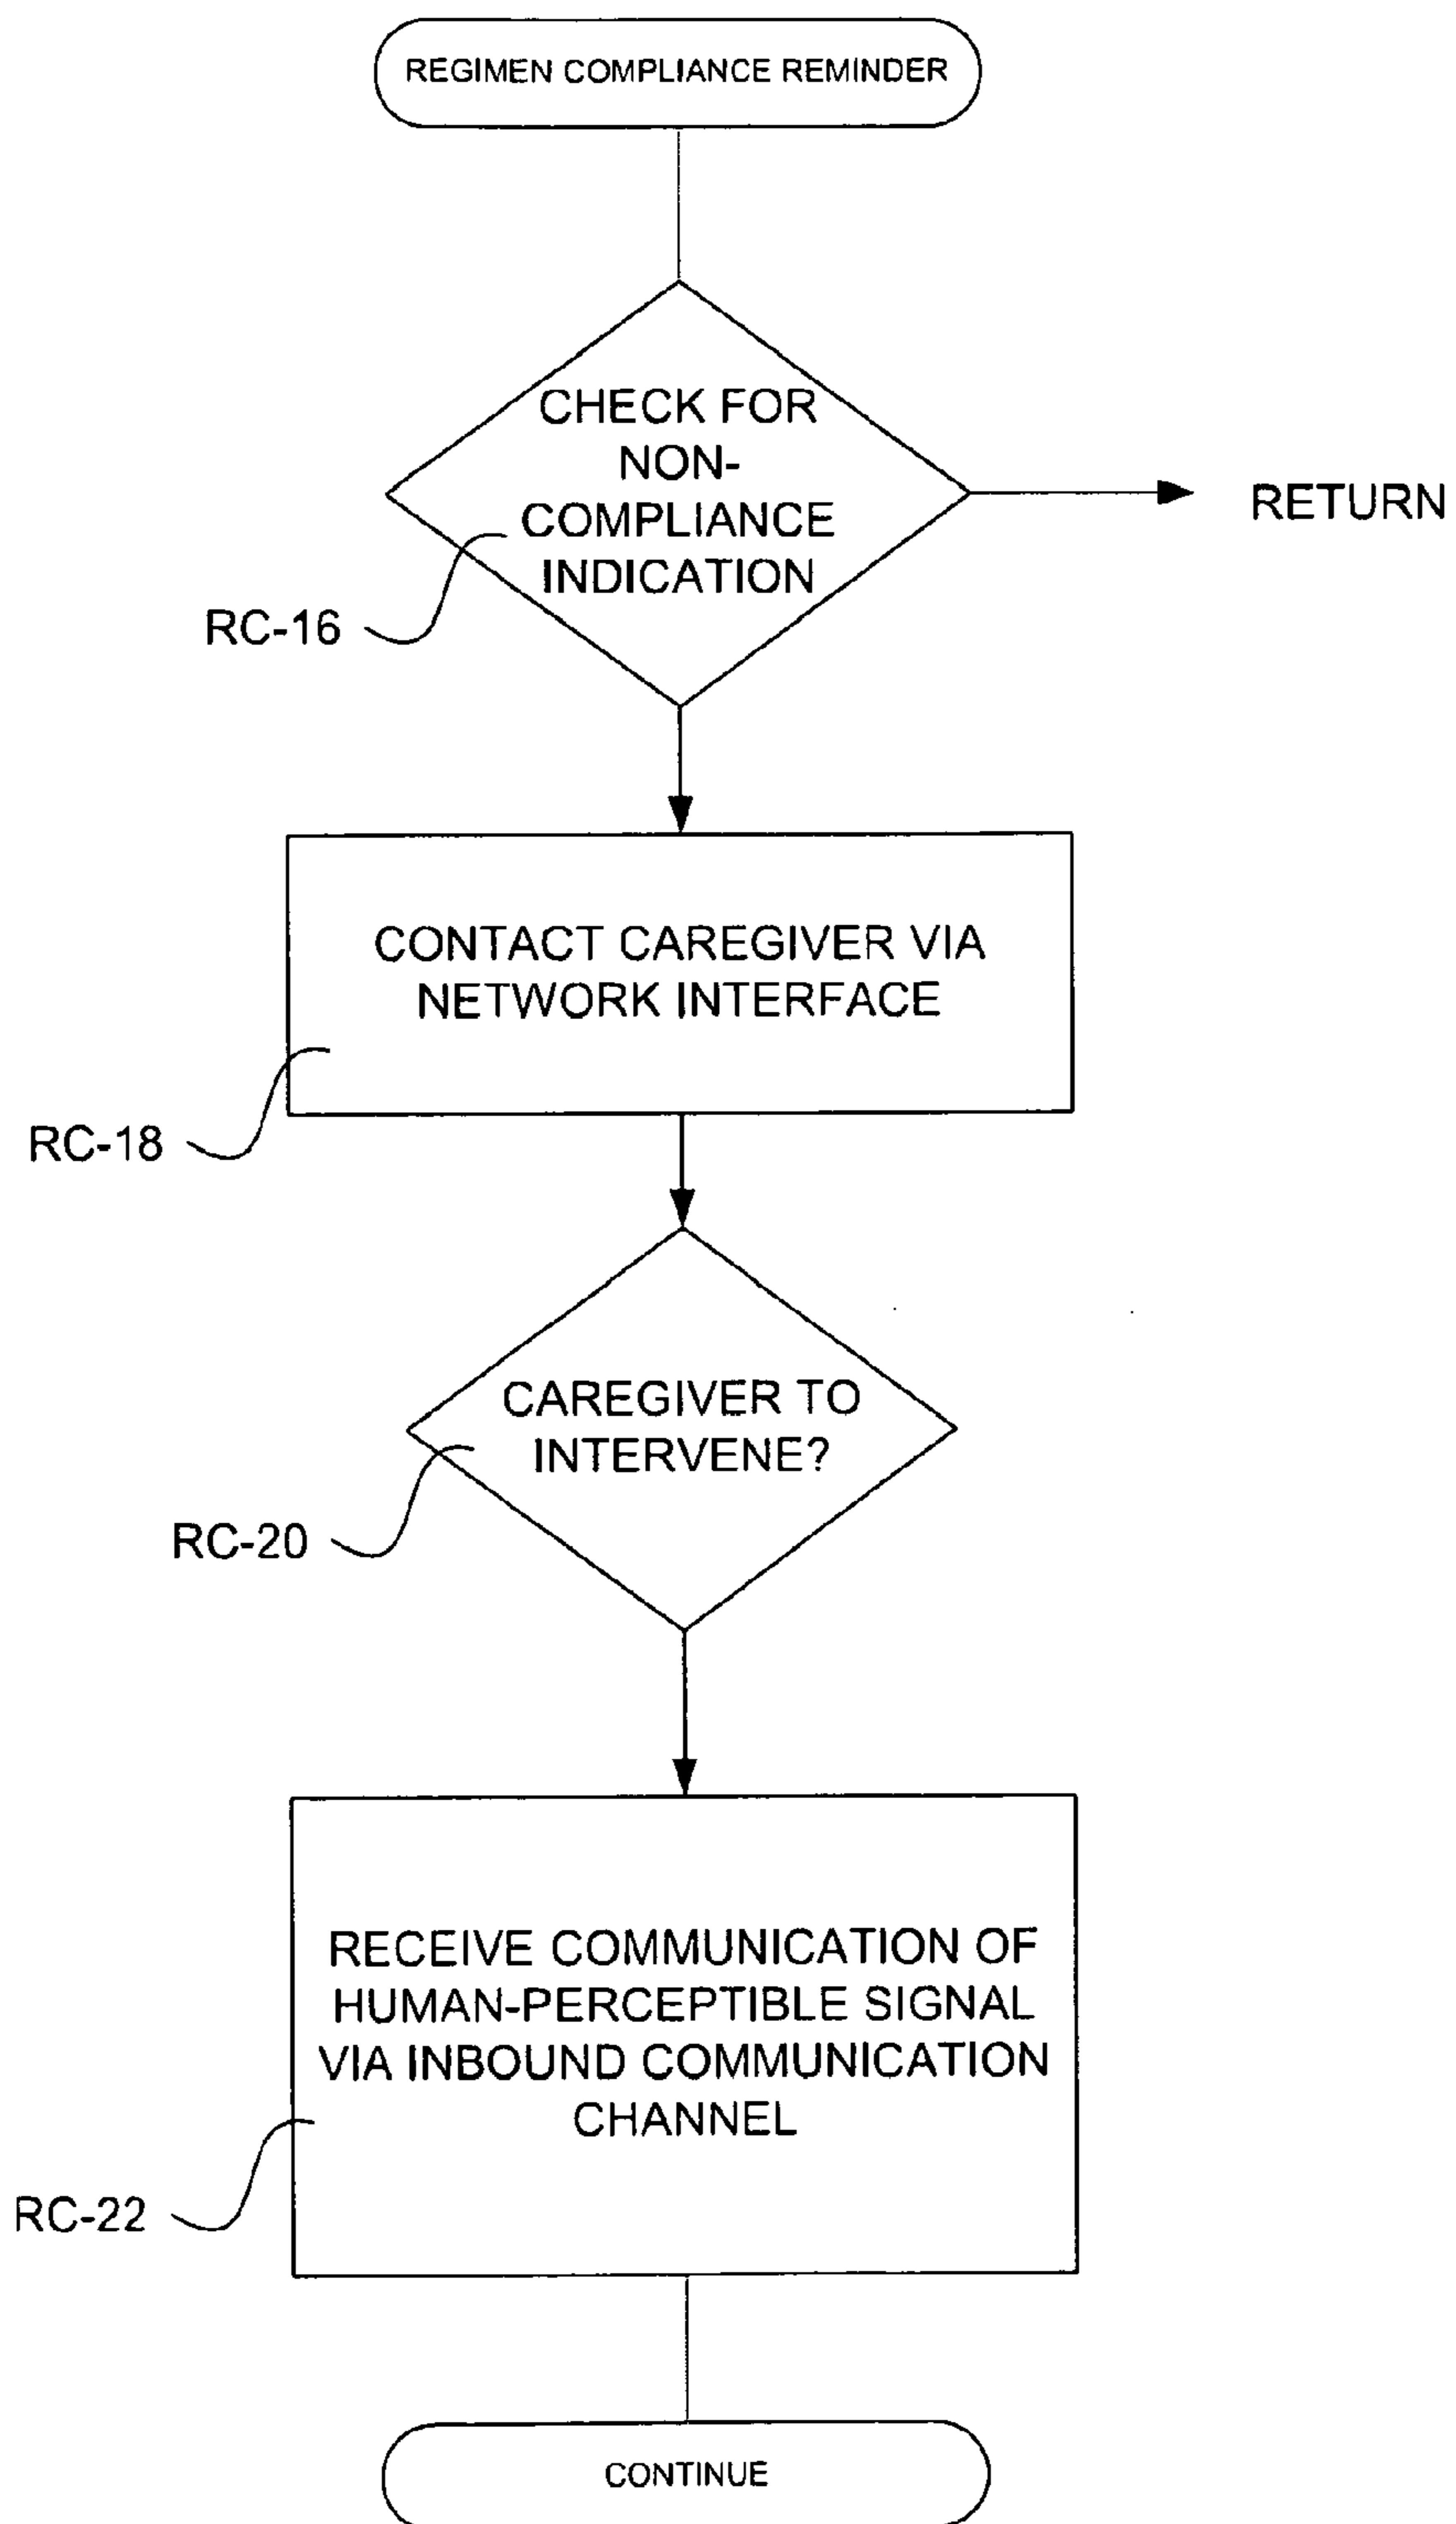 REGIMEN COMPLIANCE REMINDER
CHECK FOR
NON-
COMPLIANCE
INDICATION
RETURN
RC-16
CONTACT CAREGIVER VIA
NETWORK INTERFACE
RC-18
CAREGIVER TO
INTERVENE?
RC-20
RECEIVE COMMUNICATION OF
HUMAN-PERCEPTIBLE SIGNAL
VIA INBOUND COMMUNICATION
CHANNEL
RC-22
CONTINUE